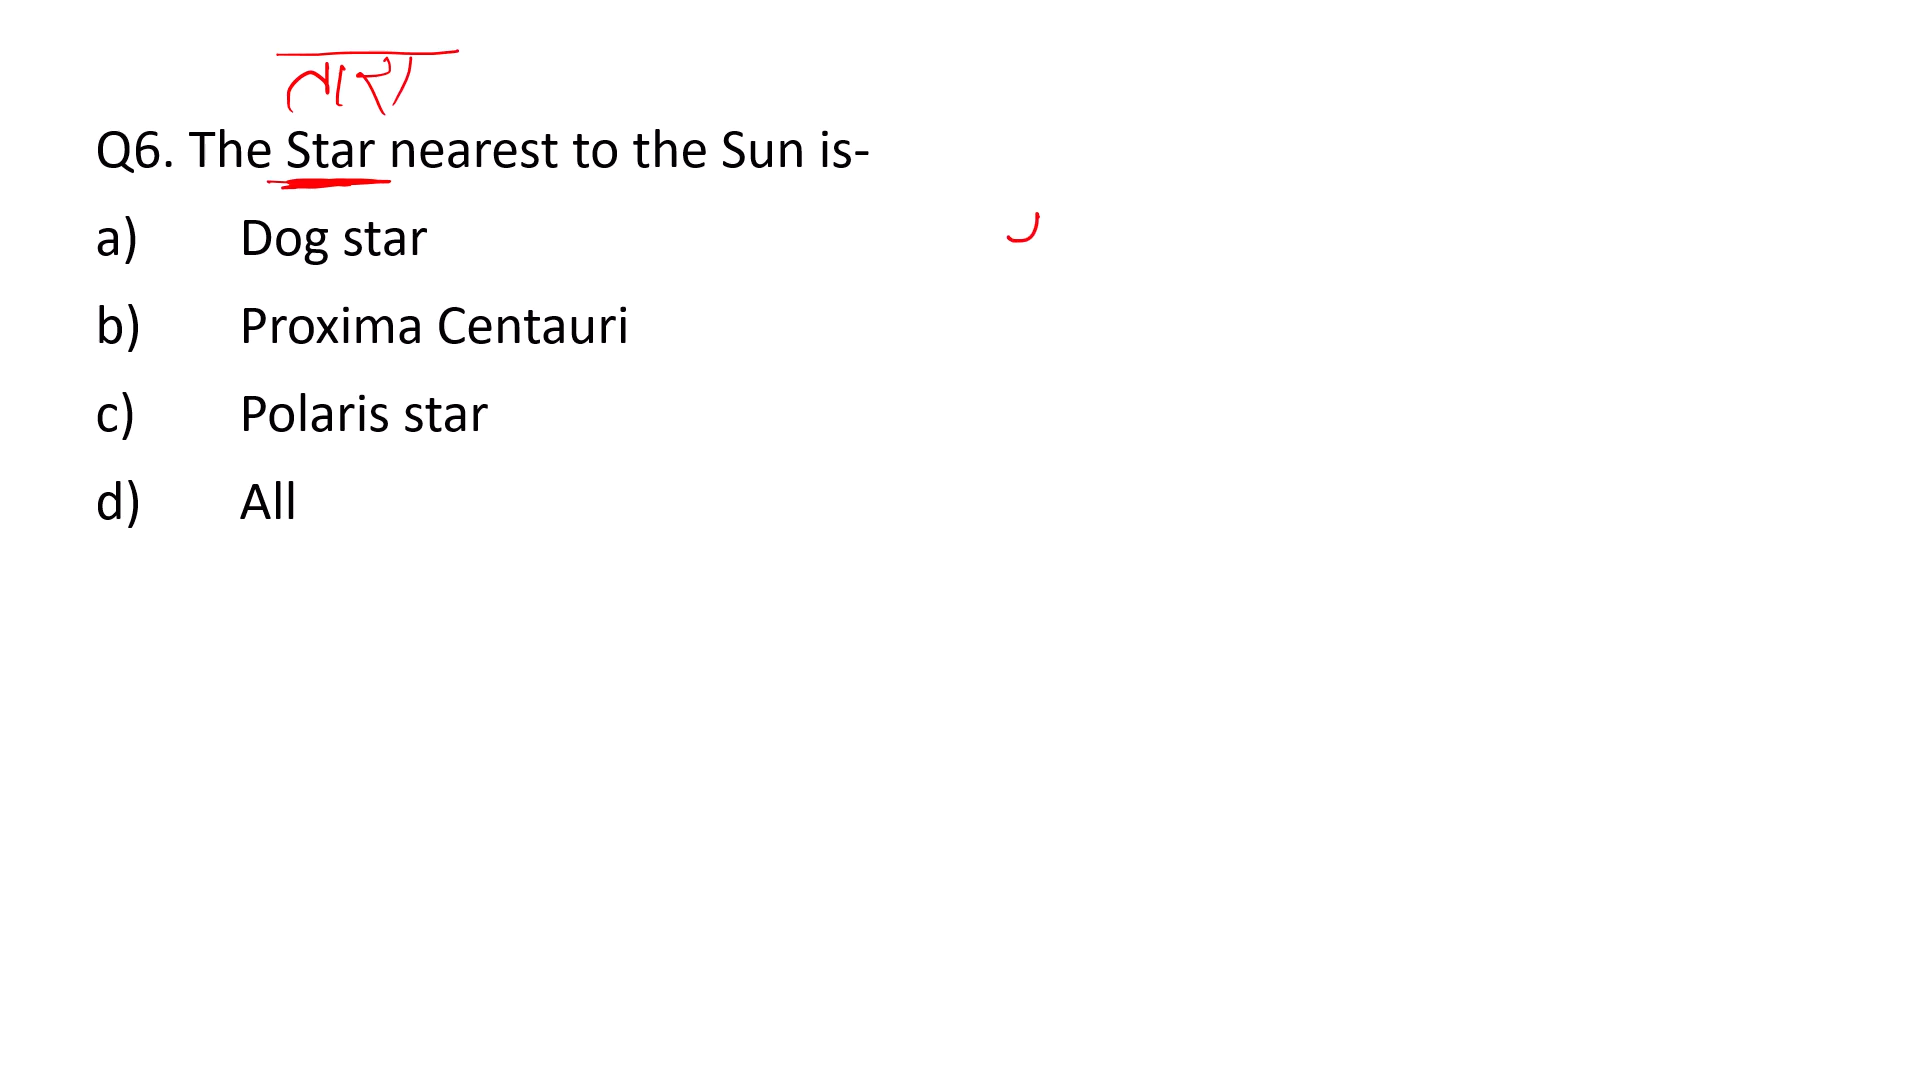 तारा
Q6. The Star nearest to the Sun is-
a) Dog star
b) Proxima Centauri
c) Polaris star
d) All